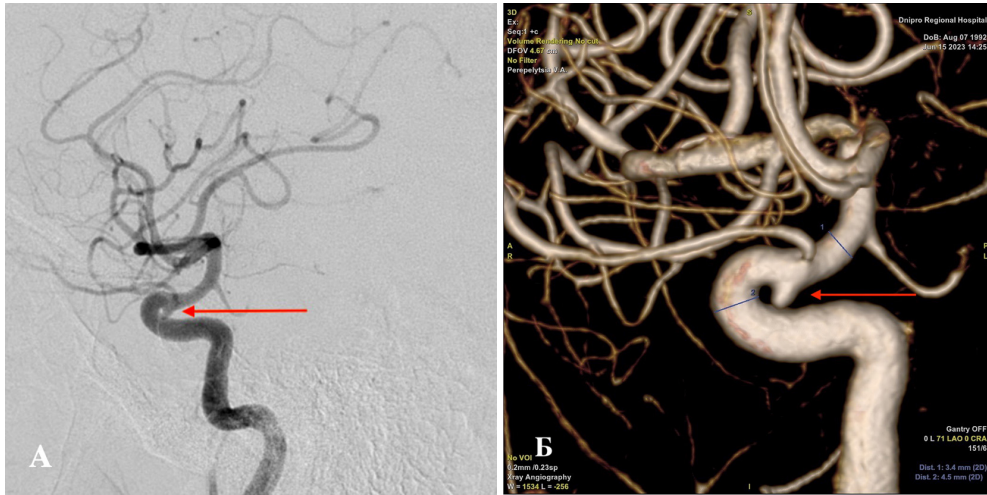 А
3D
Ex:
Seq:1 +c
Volume Rendering No cut
DFOV 4.67 cm
No Filter
Perepelytsia V.A.
Dnipro Regional Hospital
DoB: Aug 07 1992
Jun 15 2023 14:25
S
1
2
A
R
P
L
Б
No VOI
0.2mm /0.23sp
Xray Angiography
W = 1534 L = -256
I
Gantry OFF
0 L 71 LAO 0 CRA
151/6
Dist. 1: 3.4 mm (2D)
Dist. 2: 4.5 mm (2D)